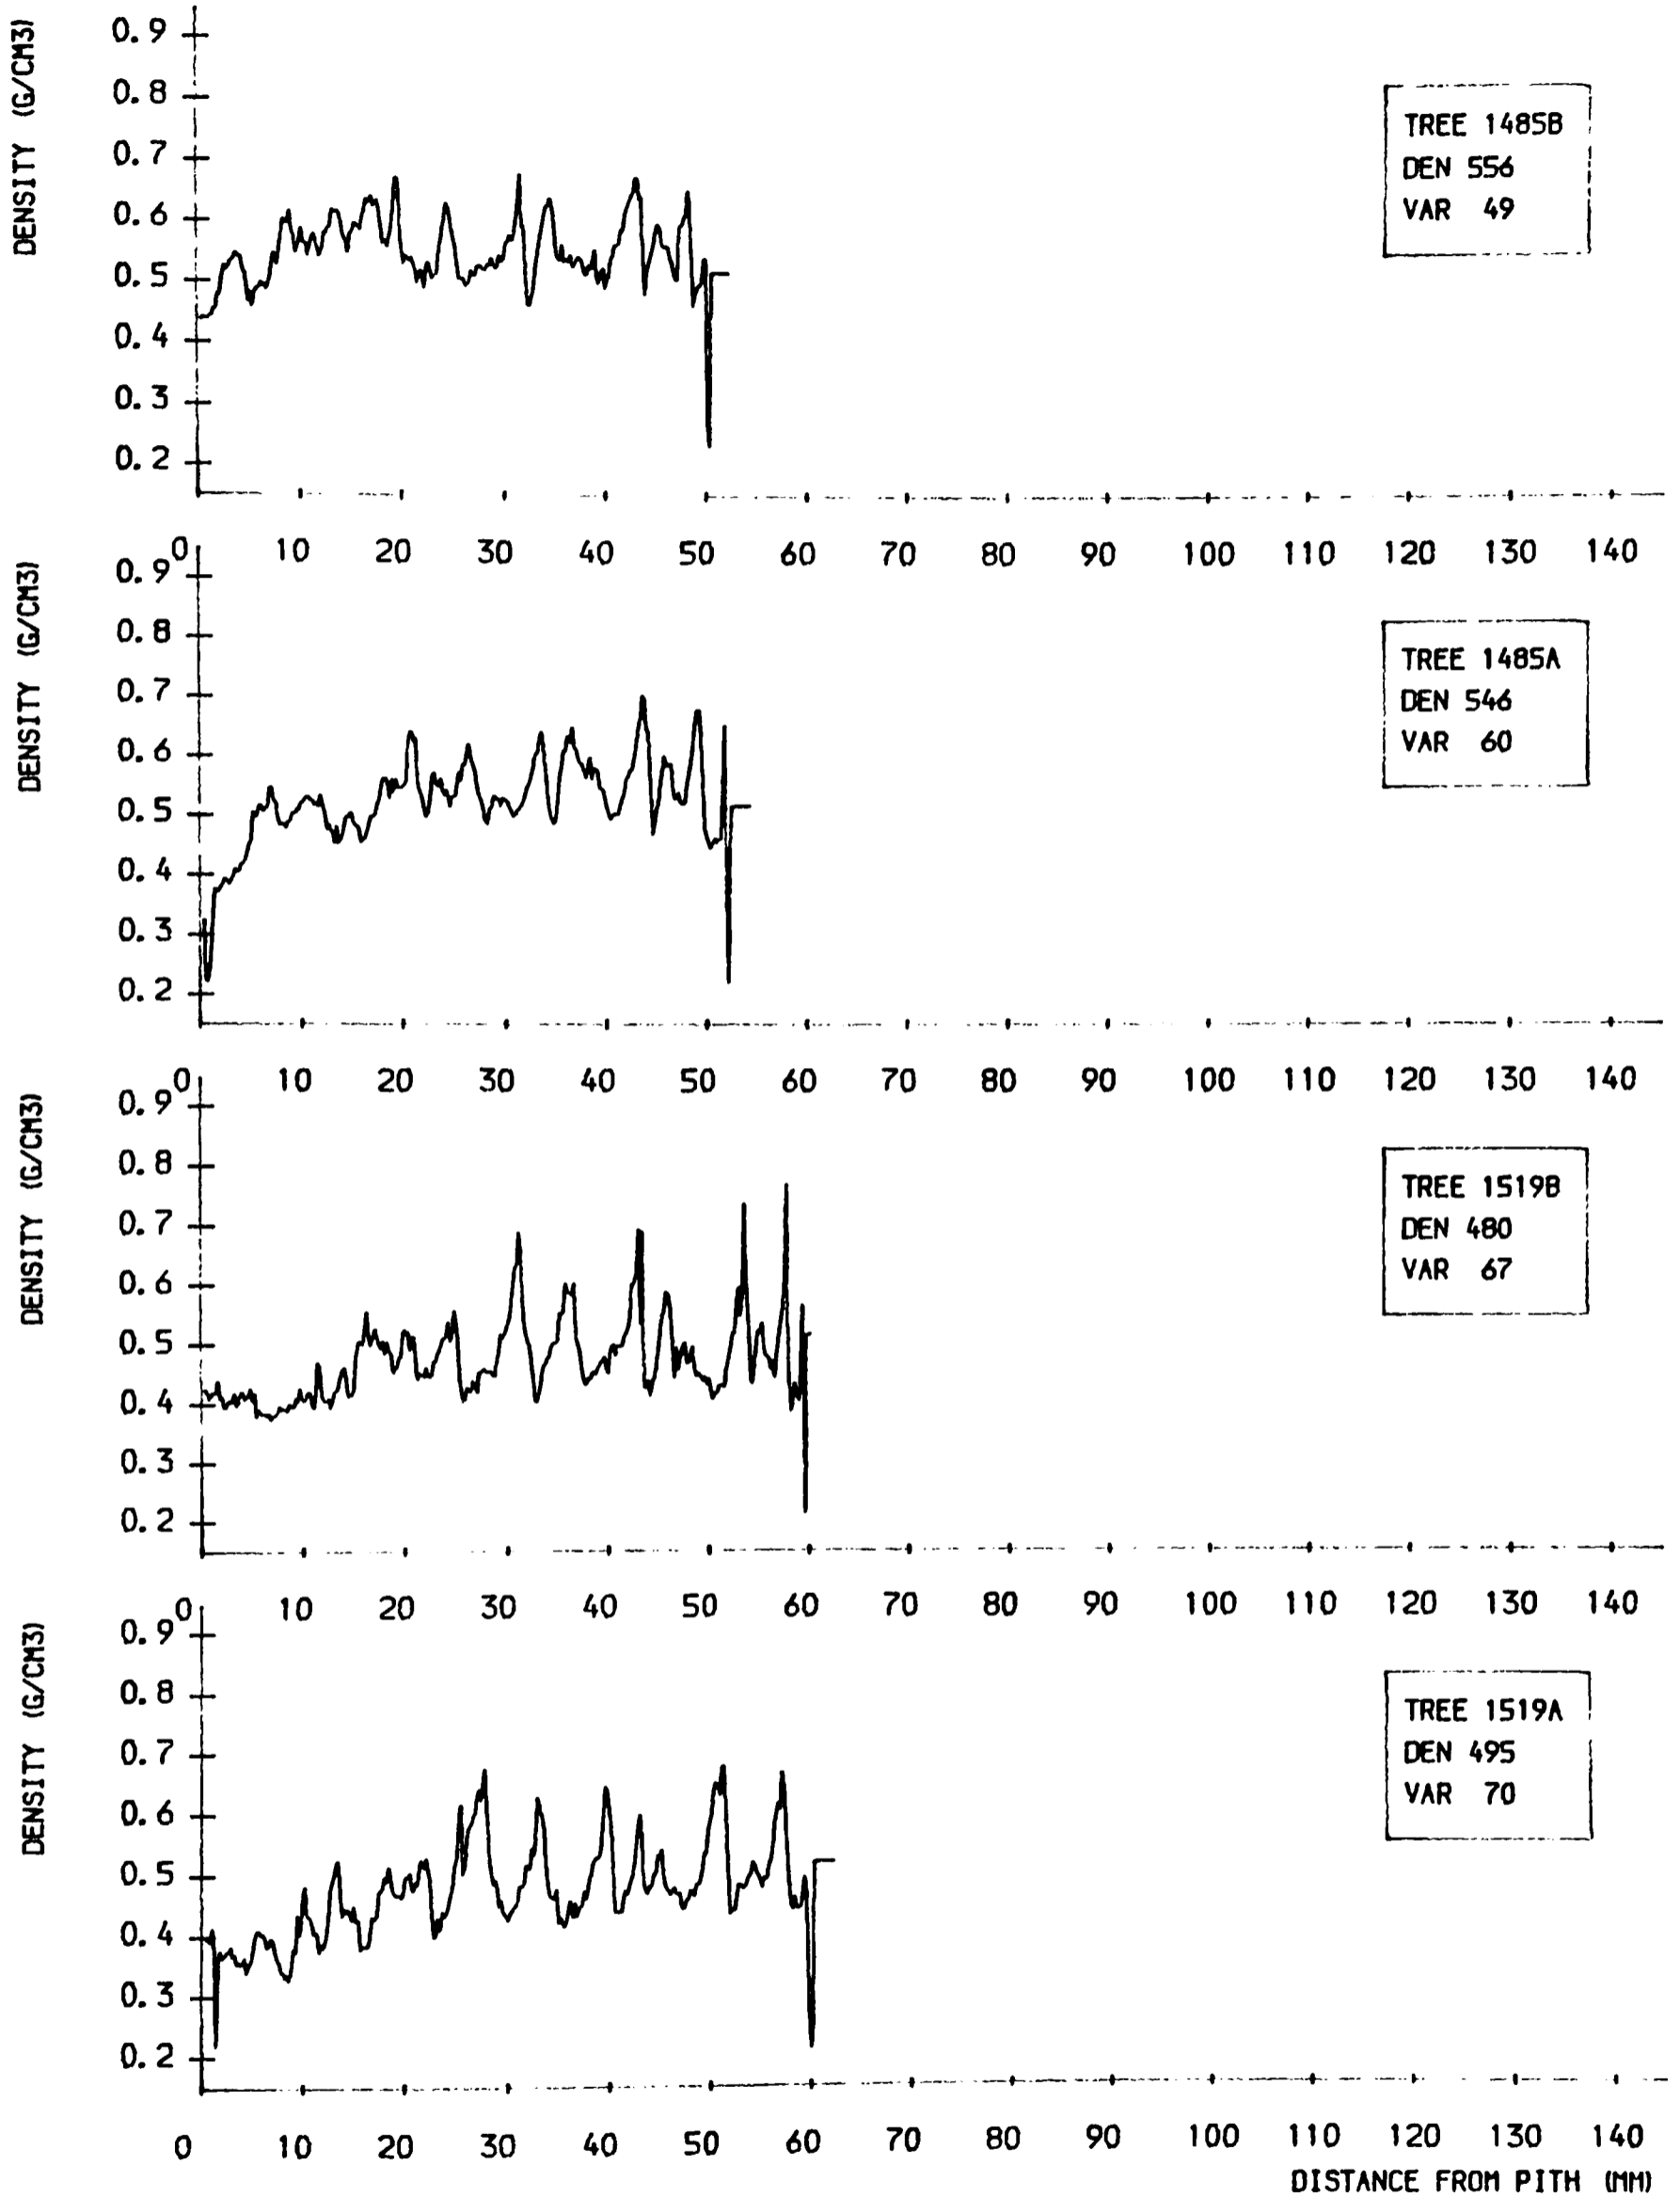 DENSITY (G/CM3)
0.9
0.8
0.7
0.6
0.5
0.4
0.3
0.2
TREE 1485B
DEN 556
VAR 49
0 10 20 30 40 50 60 70 80 90 100 110 120 130 140
DENSITY (G/CM3)
0.9
0.8
0.7
0.6
0.5
0.4
0.3
0.2
TREE 1485A
DEN 546
VAR 60
0 10 20 30 40 50 60 70 80 90 100 110 120 130 140
DENSITY (G/CM3)
0.9
0.8
0.7
0.6
0.5
0.4
0.3
0.2
TREE 1519B
DEN 480
VAR 67
0 10 20 30 40 50 60 70 80 90 100 110 120 130 140
DENSITY (G/CM3)
0.9
0.8
0.7
0.6
0.5
0.4
0.3
0.2
TREE 1519A
DEN 495
VAR 70
0 10 20 30 40 50 60 70 80 90 100 110 120 130 140
DISTANCE FROM PITH (MM)